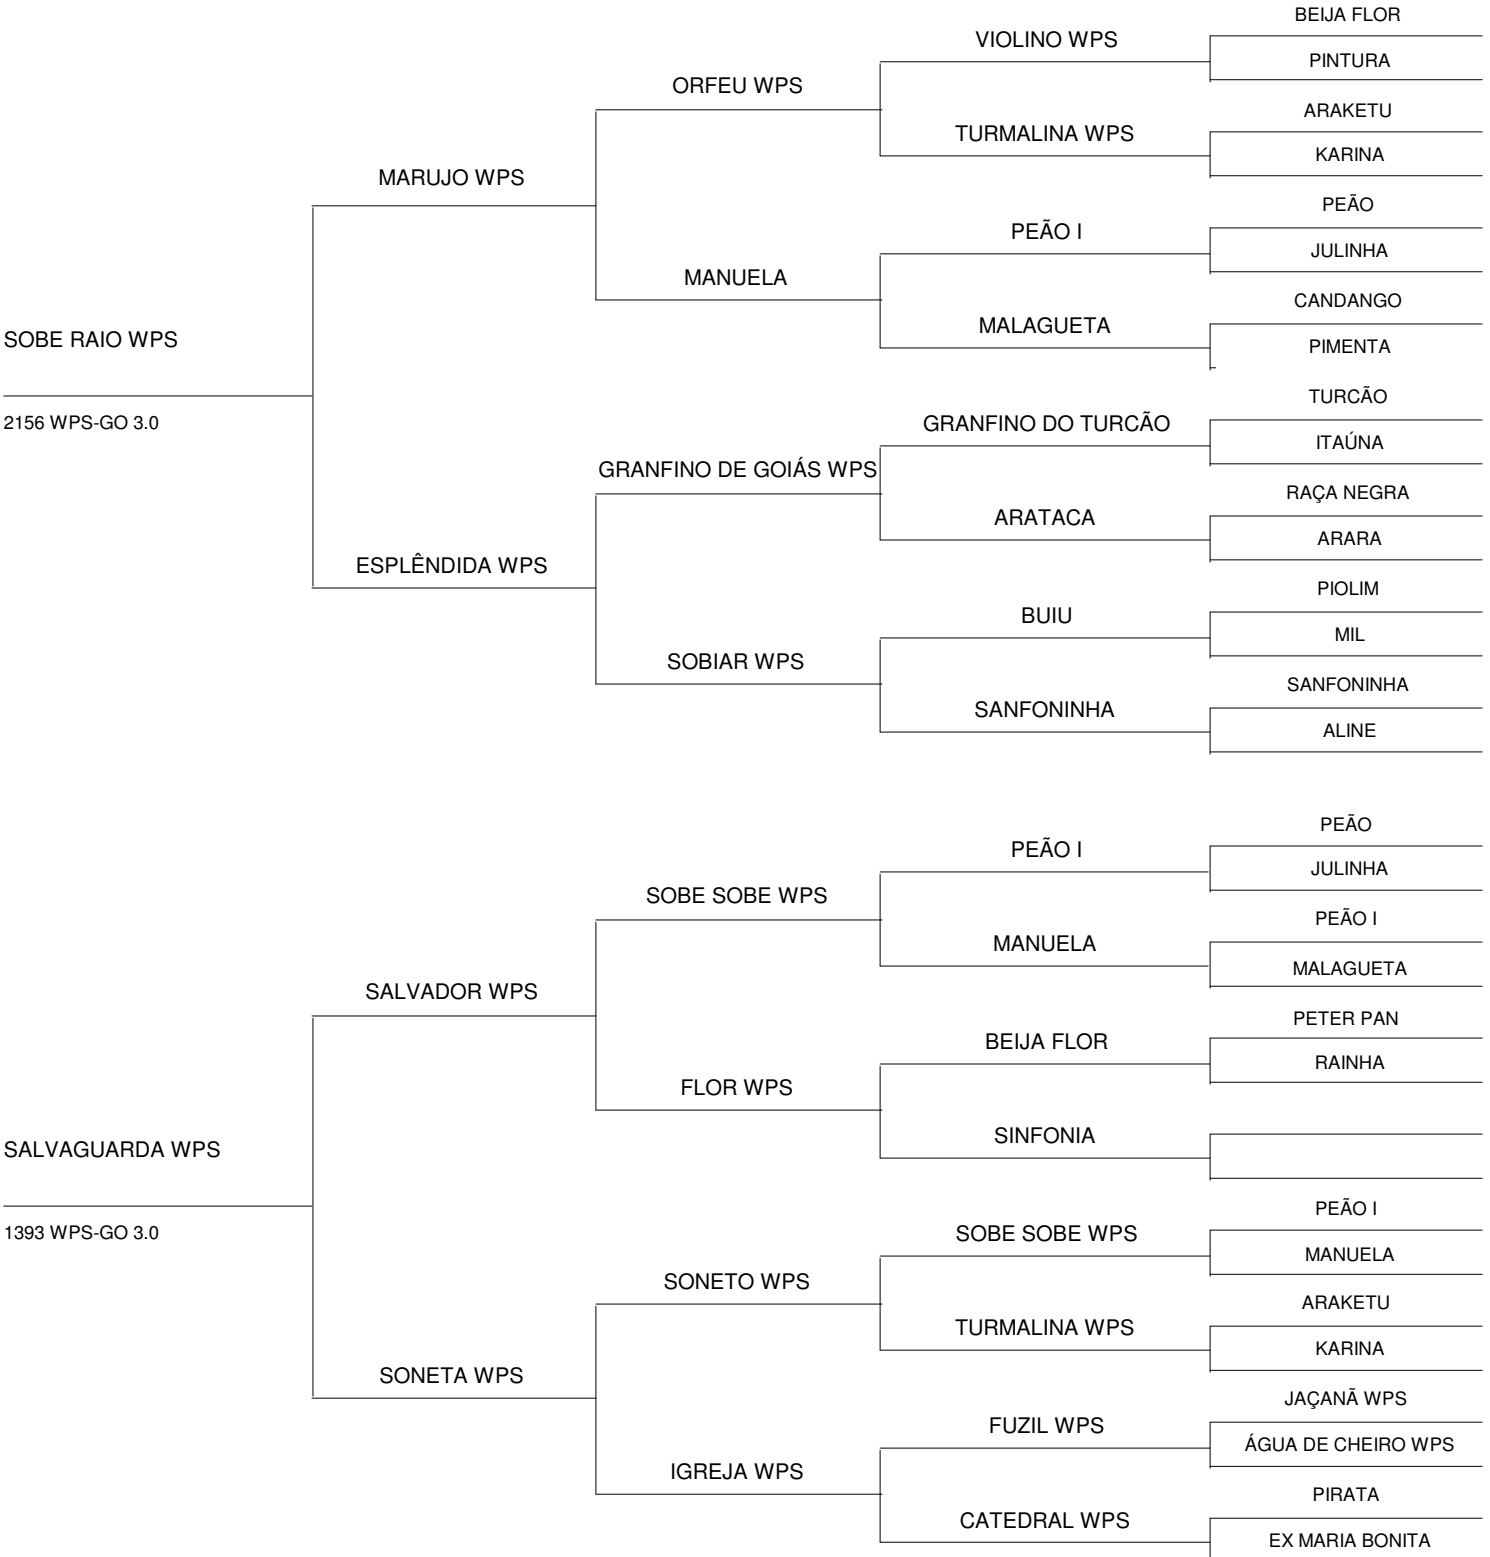 BEIJA FLOR
VIOLINO WPS
PINTURA
ORFEU WPS
ARAKETU
TURMALINA WPS
KARINA
MARUJO WPS
PEÃO
PEÃO I
JULINHA
MANUELA
CANDANGO
MALAGUETA
SOBE RAIO WPS
PIMENTA
TURCÃO
2156 WPS-GO 3.0
GRANFINO DO TURCÃO
ITAÚNA
GRANFINO DE GOIÁS WPS
RAÇA NEGRA
ARATACA
ARARA
ESPLÊNDIDA WPS
PIOLIM
BUIU
MIL
SOBIAR WPS
SANFONINHA
SANFONINHA
ALINE
PEÃO
PEÃO I
JULINHA
SOBE SOBE WPS
PEÃO I
MANUELA
MALAGUETA
SALVADOR WPS
PETER PAN
BEIJA FLOR
RAINHA
FLOR WPS
SINFONIA
SALVAGUARDA WPS
PEÃO I
1393 WPS-GO 3.0
SOBE SOBE WPS
MANUELA
SONETO WPS
ARAKETU
TURMALINA WPS
KARINA
SONETA WPS
JAÇANÃ WPS
FUZIL WPS
ÁGUA DE CHEIRO WPS
IGREJA WPS
PIRATA
CATEDRAL WPS
EX MARIA BONITA